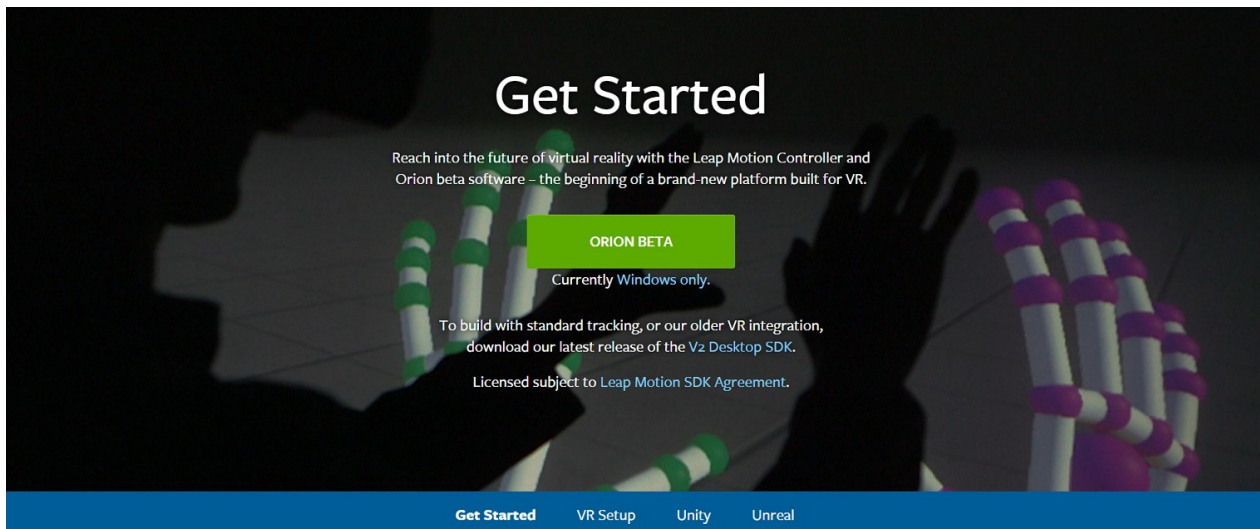 Get Started
Reach into the future of virtual reality with the Leap Motion Controller and
Orion beta software – the beginning of a brand-new platform built for VR.
ORION BETA
Currently Windows only.
To build with standard tracking, or our older VR integration,
download our latest release of the V2 Desktop SDK.
Licensed subject to Leap Motion SDK Agreement.
Get Started VR Setup Unity Unreal